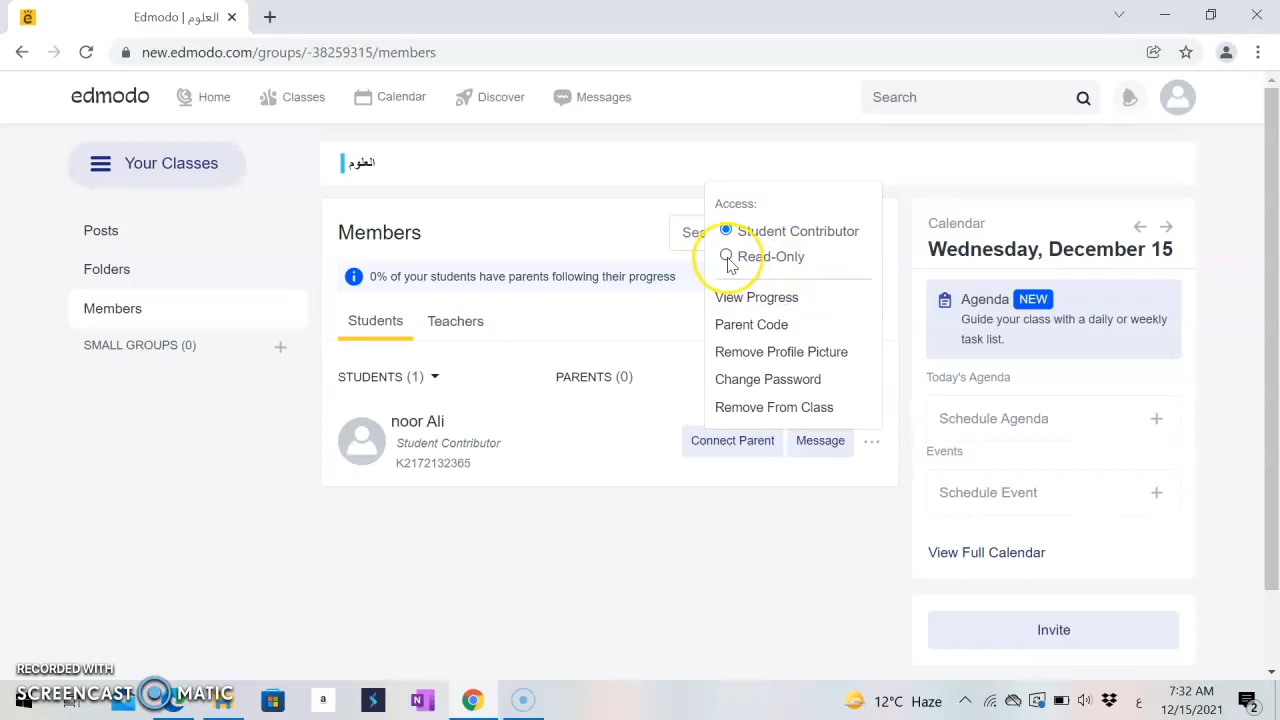 Edmodo | العلوم
new.edmodo.com/groups/-38259315/members
edmodo
Home
Classes
Calendar
Discover
Messages
Search
Your Classes
العلوم
Posts
Folders
Members
SMALL GROUPS (0)
Members
Sea
0% of your students have parents following their progress
Students
Teachers
STUDENTS (1)
PARENTS (0)
noor Ali
Student Contributor
K2172132365
Connect Parent
Message
Access:
Student Contributor
Read-Only
View Progress
Parent Code
Remove Profile Picture
Change Password
Remove From Class
Calendar
Wednesday, December 15
Agenda NEW
Guide your class with a daily or weekly
task list.
Today's Agenda
Schedule Agenda
Events
Schedule Event
View Full Calendar
Invite
RECORDED WITH
SCREENCAST MATIC
12°C Haze
ع
7:32 AM
12/15/2021
2